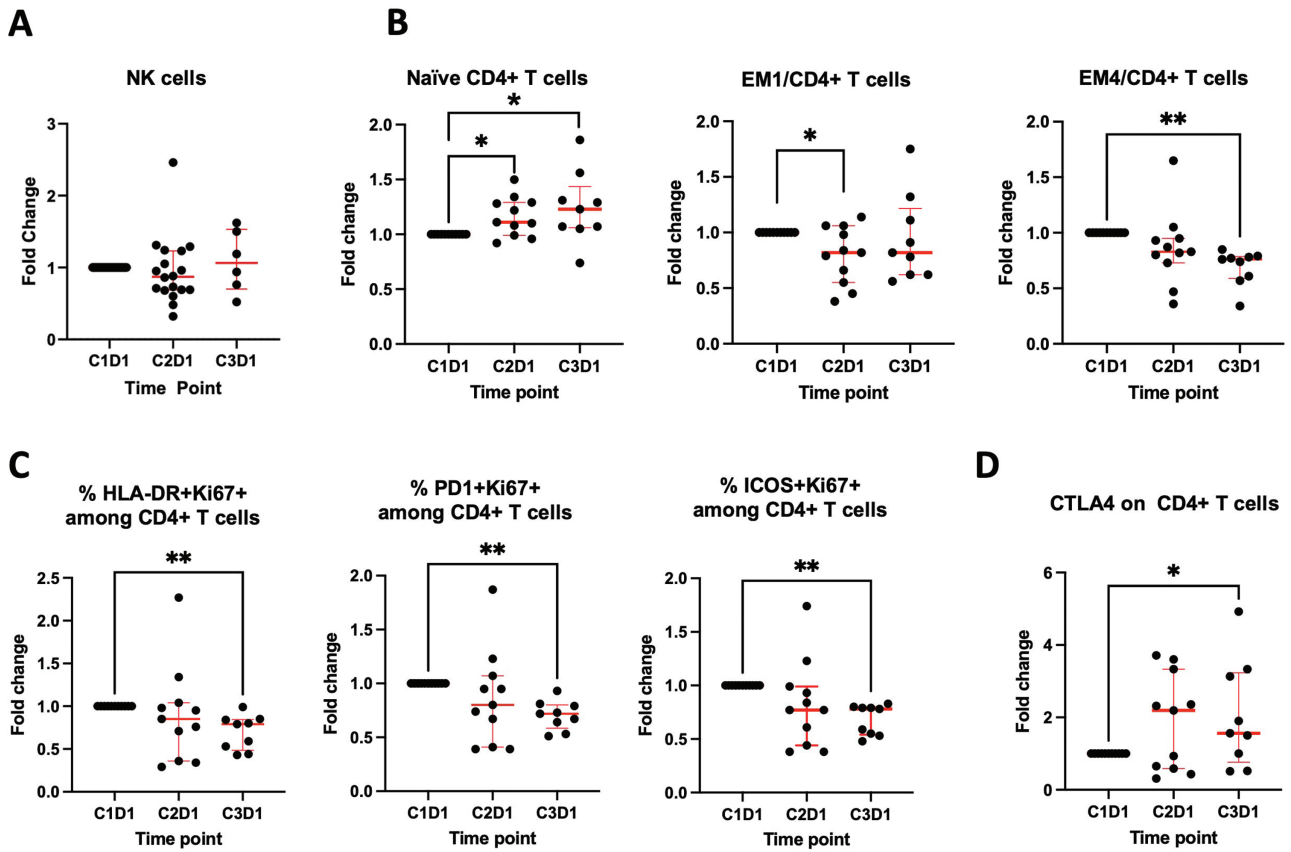 A
B
NK cells
Naïve CD4+ T cells
EM1/CD4+ T cells
EM4/CD4+ T cells
Fold Change
3
2
1
0
C1D1 C2D1 C3D1
Time Point
*
*
Fold change
2.0
1.5
1.0
0.5
0.0
C1D1 C2D1 C3D1
Time point
*
Fold change
2.0
1.5
1.0
0.5
0.0
C1D1 C2D1 C3D1
Time point
**
Fold change
2.0
1.5
1.0
0.5
0.0
C1D1 C2D1 C3D1
Time point
C
D
% HLA-DR+Ki67+
among CD4+ T cells
% PD1+Ki67+
among CD4+ T cells
% ICOS+Ki67+
among CD4+ T cells
CTLA4 on CD4+ T cells
**
Fold change
2.5
2.0
1.5
1.0
0.5
0.0
C1D1 C2D1 C3D1
Time point
**
Fold change
2.0
1.5
1.0
0.5
0.0
C1D1 C2D1 C3D1
Time point
**
Fold change
2.0
1.5
1.0
0.5
0.0
C1D1 C2D1 C3D1
Time point
*
Fold change
6
4
2
0
C1D1 C2D1 C3D1
Time point